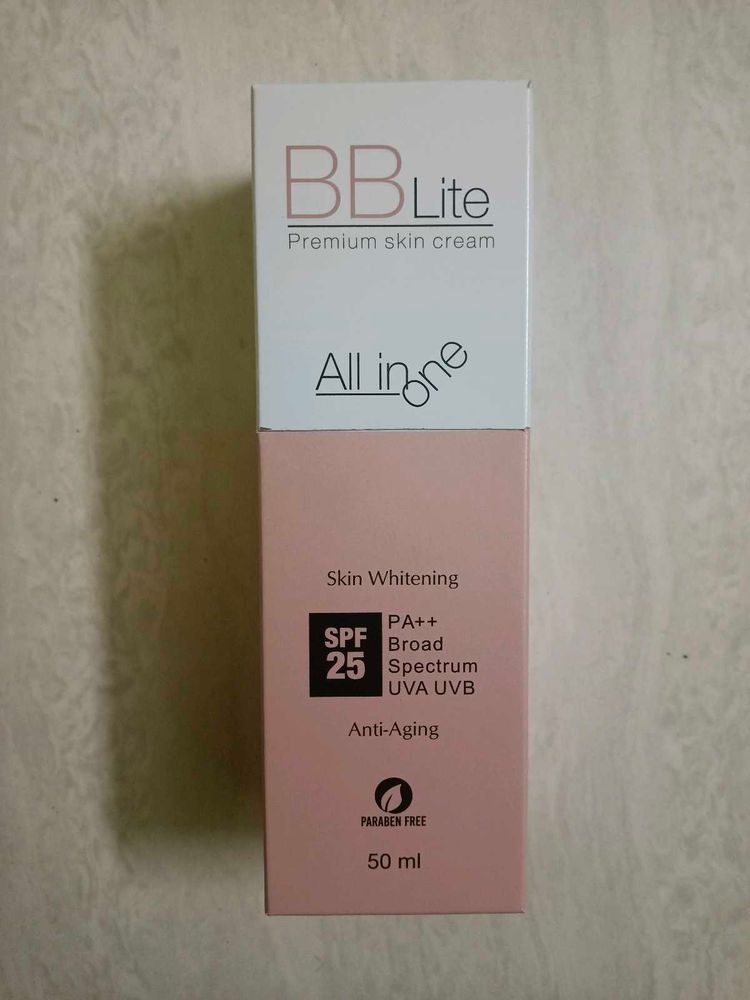 BB Lite
Premium skin cream
All in one
Skin Whitening
SPF
25
PA++
Broad
Spectrum
UVA UVB
Anti-Aging
PARABEN FREE
50 ml